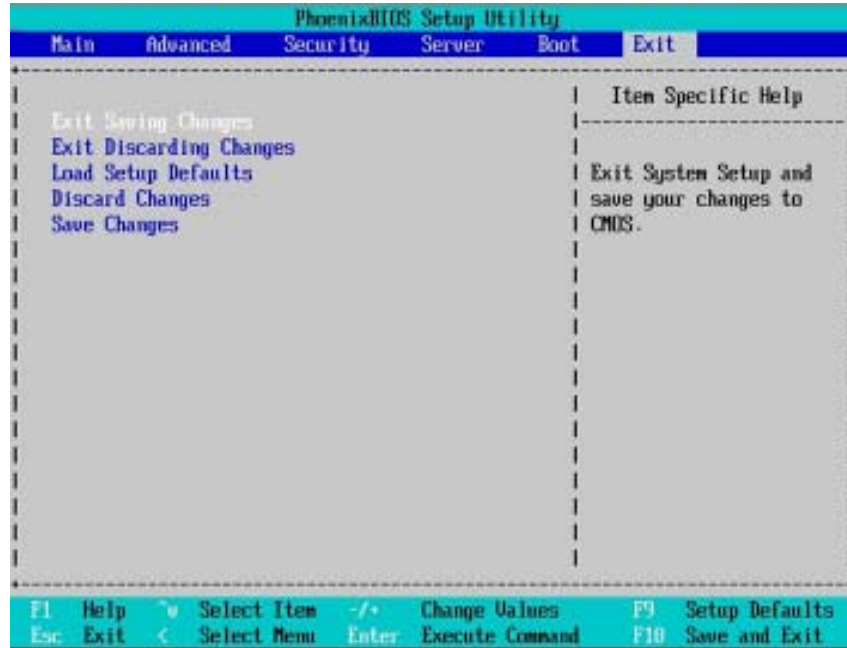 PhoenixBIOS Setup Utility
Main Advanced Security Server Boot Exit
Item Specific Help
Exit Saving Changes
Exit Discarding Changes
Load Setup Defaults
Discard Changes
Save Changes
Exit System Setup and
save your changes to
CMOS.
F1 Help ^v Select Item -/+ Change Values F9 Setup Defaults
Esc Exit < Select Menu Enter Execute Command F10 Save and Exit